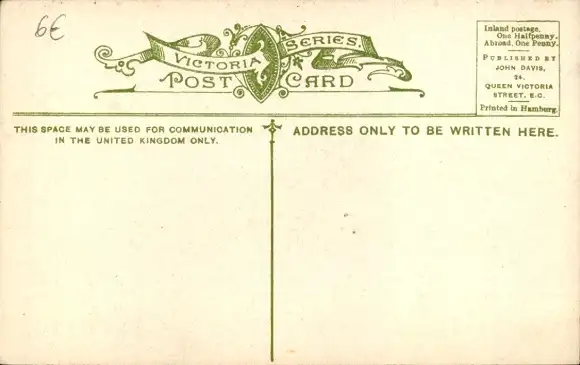 6€
VICTORIA SERIES.
POST CARD
Inland postage,
One Halfpenny.
Abroad, One Penny.
PUBLISHED BY
JOHN DAVIS,
24,
QUEEN VICTORIA
STREET, E.C.
Printed in Hamburg.
THIS SPACE MAY BE USED FOR COMMUNICATION
IN THE UNITED KINGDOM ONLY.
ADDRESS ONLY TO BE WRITTEN HERE.